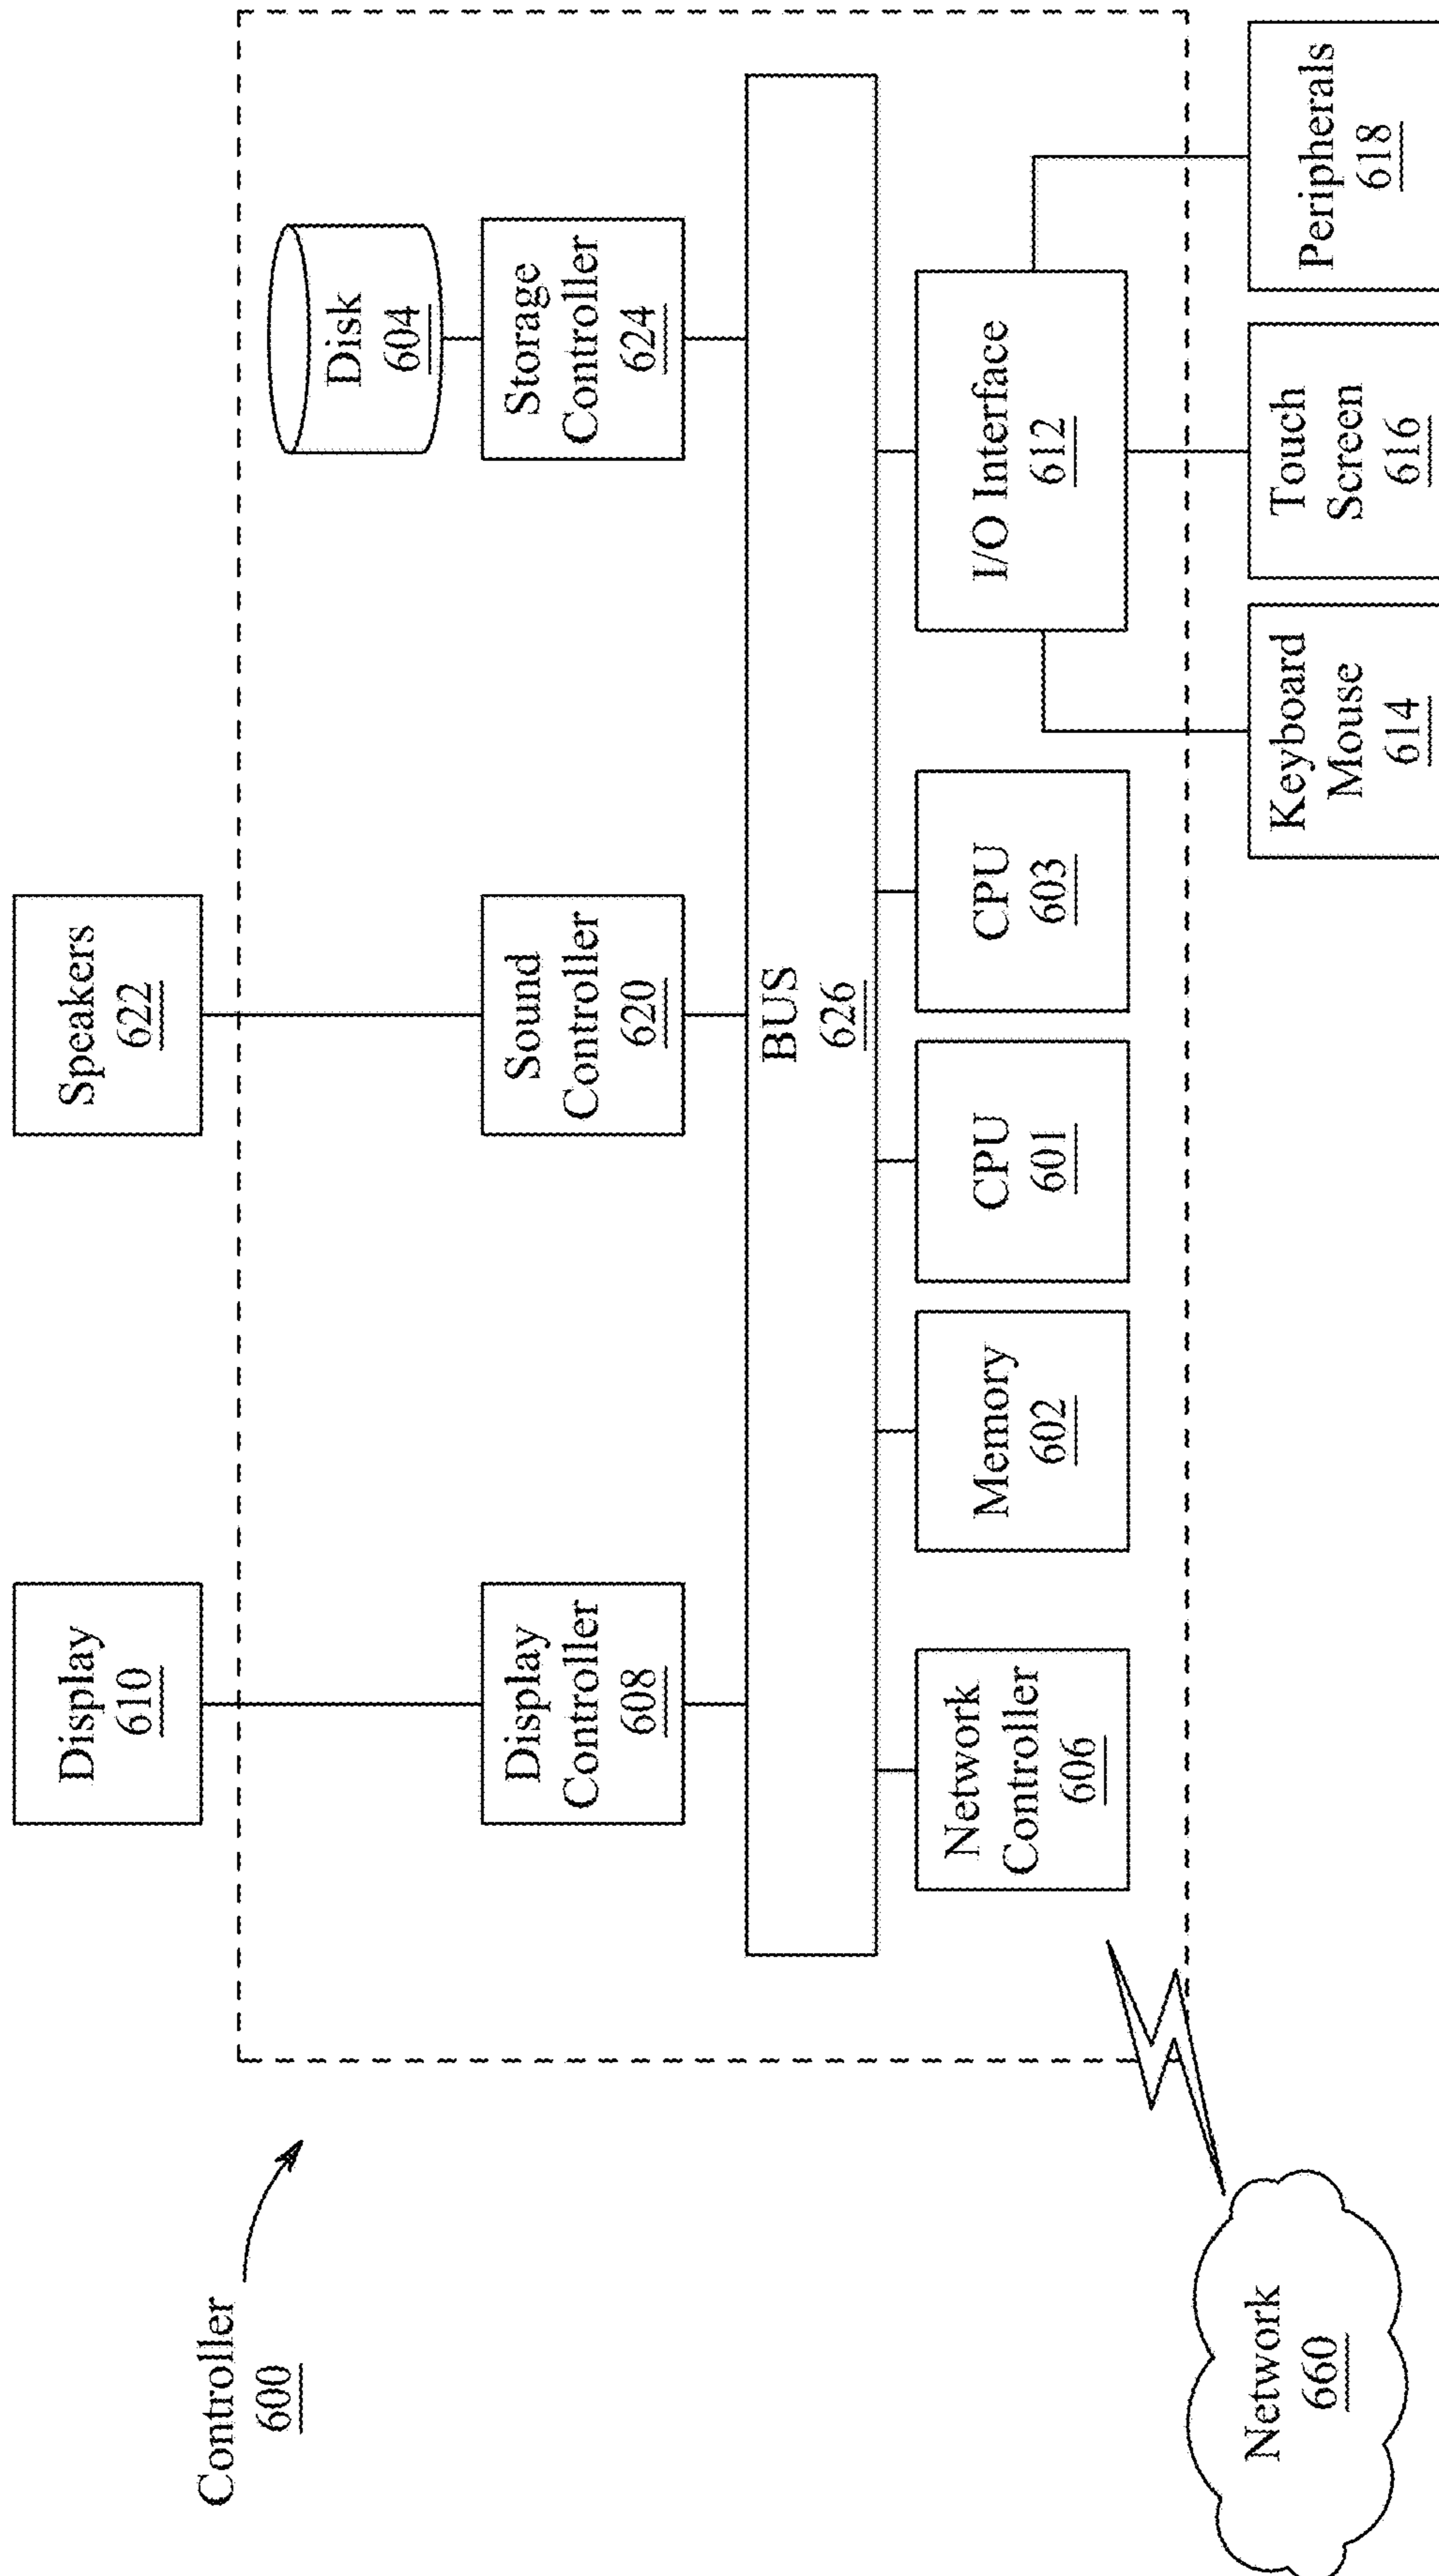 Controller
600
Display
610
Speakers
622
Disk
604
Display
Controller
608
Sound
Controller
620
Storage
Controller
624
BUS
626
Network
Controller
606
Memory
602
CPU
601
CPU
603
I/O Interface
612
Network
660
Keyboard
Mouse
614
Touch
Screen
616
Peripherals
618